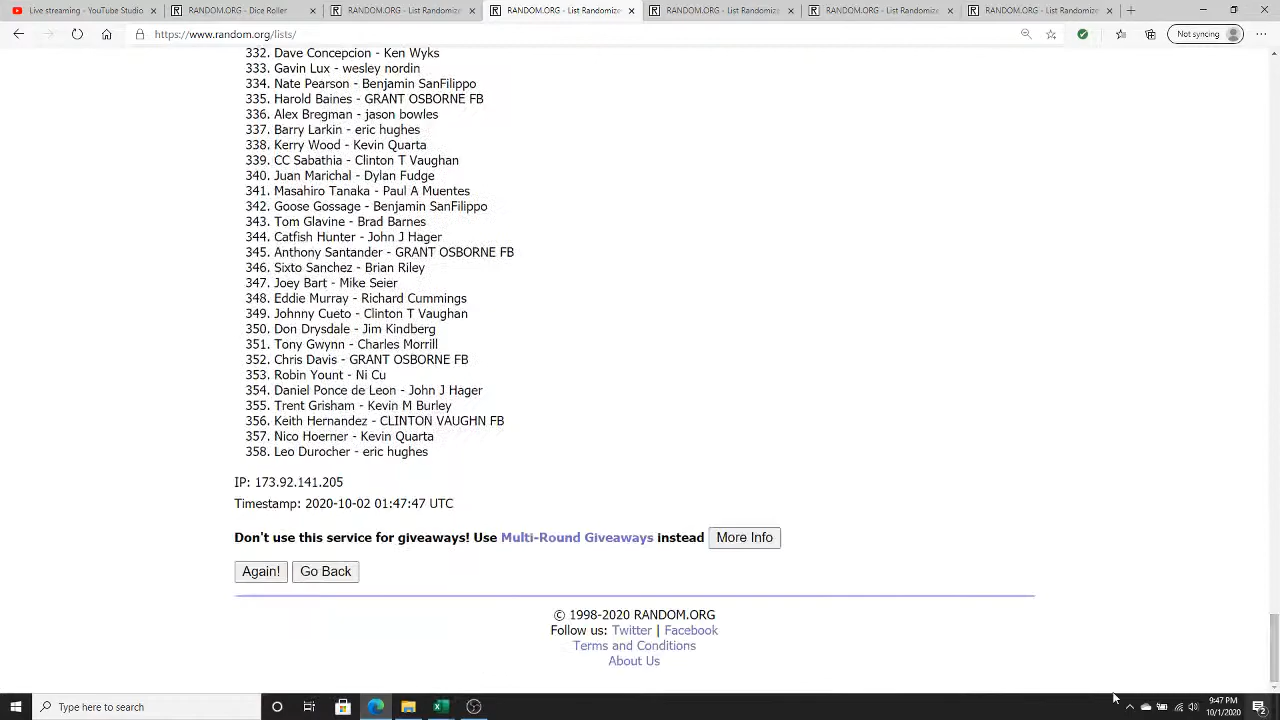 Live streaming - YouTube Studio
RANDOM.ORG - Dice Roller
RANDOM.ORG - List Randomize
RANDOM.ORG - List Randomize
RANDOM.ORG - List Randomize
RANDOM.ORG - List Randomize
RANDOM.ORG - List Randomize
https://www.random.org/lists/
Not syncing
332. Dave Concepcion - Ken Wyks
333. Gavin Lux - wesley nordin
334. Nate Pearson - Benjamin SanFilippo
335. Harold Baines - GRANT OSBORNE FB
336. Alex Bregman - jason bowles
337. Barry Larkin - eric hughes
338. Kerry Wood - Kevin Quarta
339. CC Sabathia - Clinton T Vaughan
340. Juan Marichal - Dylan Fudge
341. Masahiro Tanaka - Paul A Muentes
342. Goose Gossage - Benjamin SanFilippo
343. Tom Glavine - Brad Barnes
344. Catfish Hunter - John J Hager
345. Anthony Santander - GRANT OSBORNE FB
346. Sixto Sanchez - Brian Riley
347. Joey Bart - Mike Seier
348. Eddie Murray - Richard Cummings
349. Johnny Cueto - Clinton T Vaughan
350. Don Drysdale - Jim Kindberg
351. Tony Gwynn - Charles Morrill
352. Chris Davis - GRANT OSBORNE FB
353. Robin Yount - Ni Cu
354. Daniel Ponce de Leon - John J Hager
355. Trent Grisham - Kevin M Burley
356. Keith Hernandez - CLINTON VAUGHN FB
357. Nico Hoerner - Kevin Quarta
358. Leo Durocher - eric hughes
IP: 173.92.141.205
Timestamp: 2020-10-02 01:47:47 UTC
Don't use this service for giveaways! Use Multi-Round Giveaways instead More Info
Again! Go Back
© 1998-2020 RANDOM.ORG
Follow us: Twitter | Facebook
Terms and Conditions
About Us
Type here to search
9:47 PM
10/1/2020
2